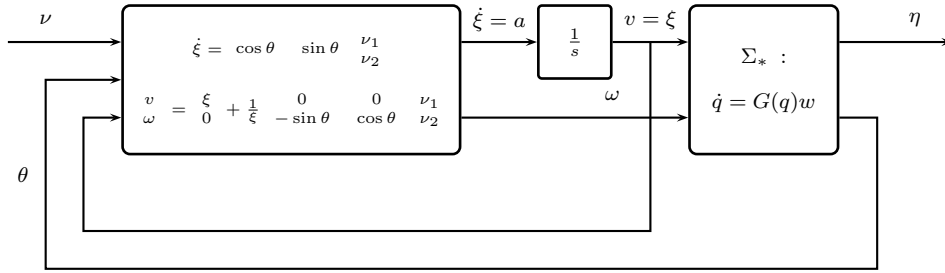 ν
ξ̇ = a
v = ξ
η
ξ̇ = cos θ sin θ ν₁
ν₂
1
s
Σ∗ :
q̇ = G(q)w
ω
v = ξ + 1 0 0 ν₁
ω 0 ξ − sin θ cos θ ν₂
θ